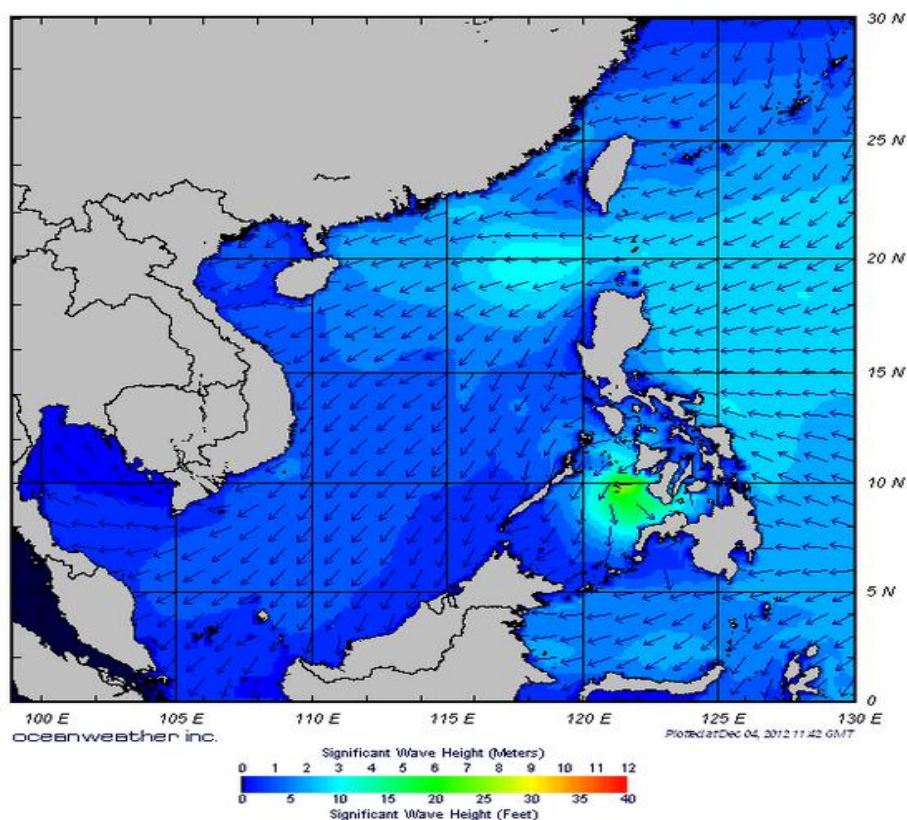 30 N
25
20 N
15
10 N
5
0
100 E 105 E 110 E 115 E 120 E 125 E 130 E
oceanweather inc.
Plotted at Dec 04, 2012 11:42 GMT
Significant Wave Height (Meters)
0 1 2 3 4 5 6 7 8 9 10 11 12
0 5 10 15 20 25 30 35 40
Significant Wave Height (Feet)